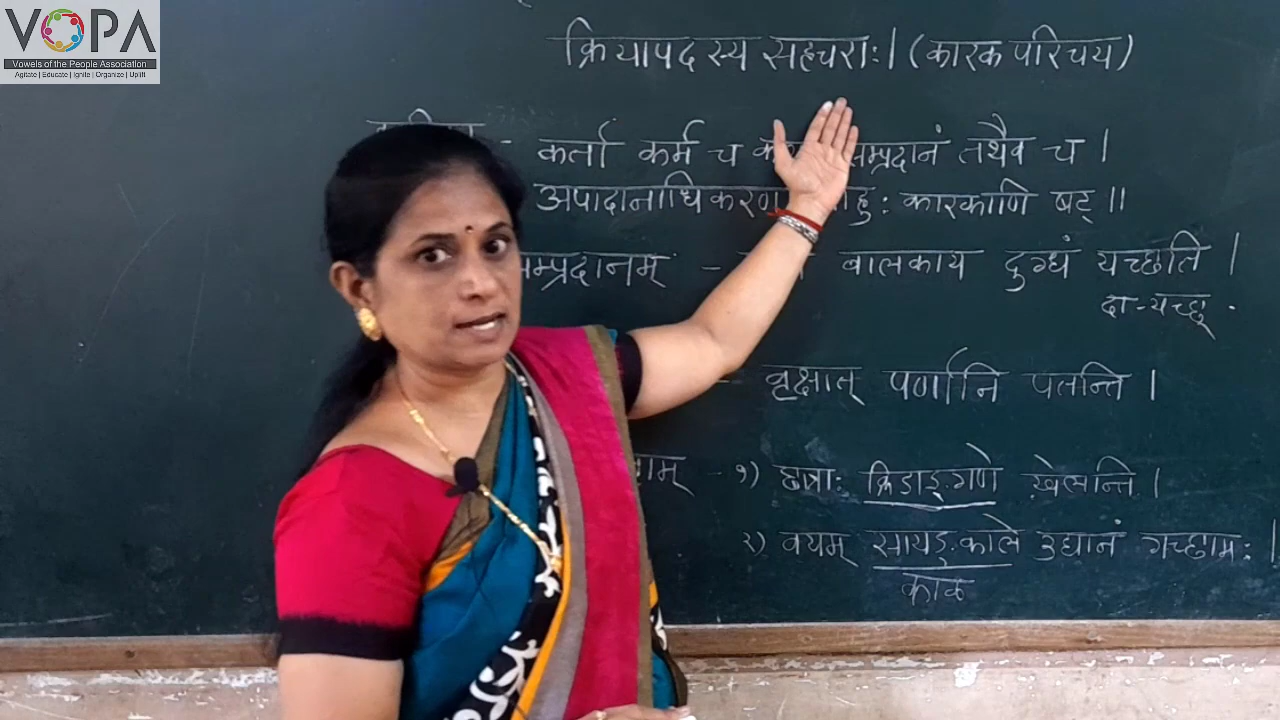 VOPA
Vowels of the People Association
Agitate | Educate | Ignite | Organize | Uplift
क्रियापदस्य सहचराः। (कारक परिचय)
- कर्ता कर्म च सम्प्रदानं तथैव च।
अपादानाधिकरण कारकाणि षट्॥
म्प्रदानम् - बालकाय दुग्धं यच्छति।
दा-यच्छ्.
- वृक्षात् पर्णानि पतन्ति।
- १) छात्राः क्रिडाङ्गणे खेलन्ति।
२) वयम् सायङ्काले उद्यानं गच्छामः।
काळ